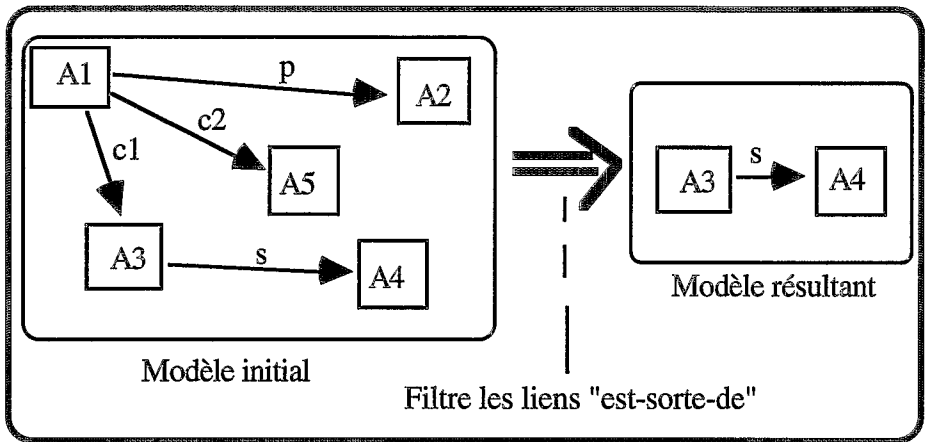 A1
p
A2
c2
c1
A5
A3
s
A4
Modèle initial
A3
s
A4
Modèle résultant
Filtre les liens "est-sorte-de"